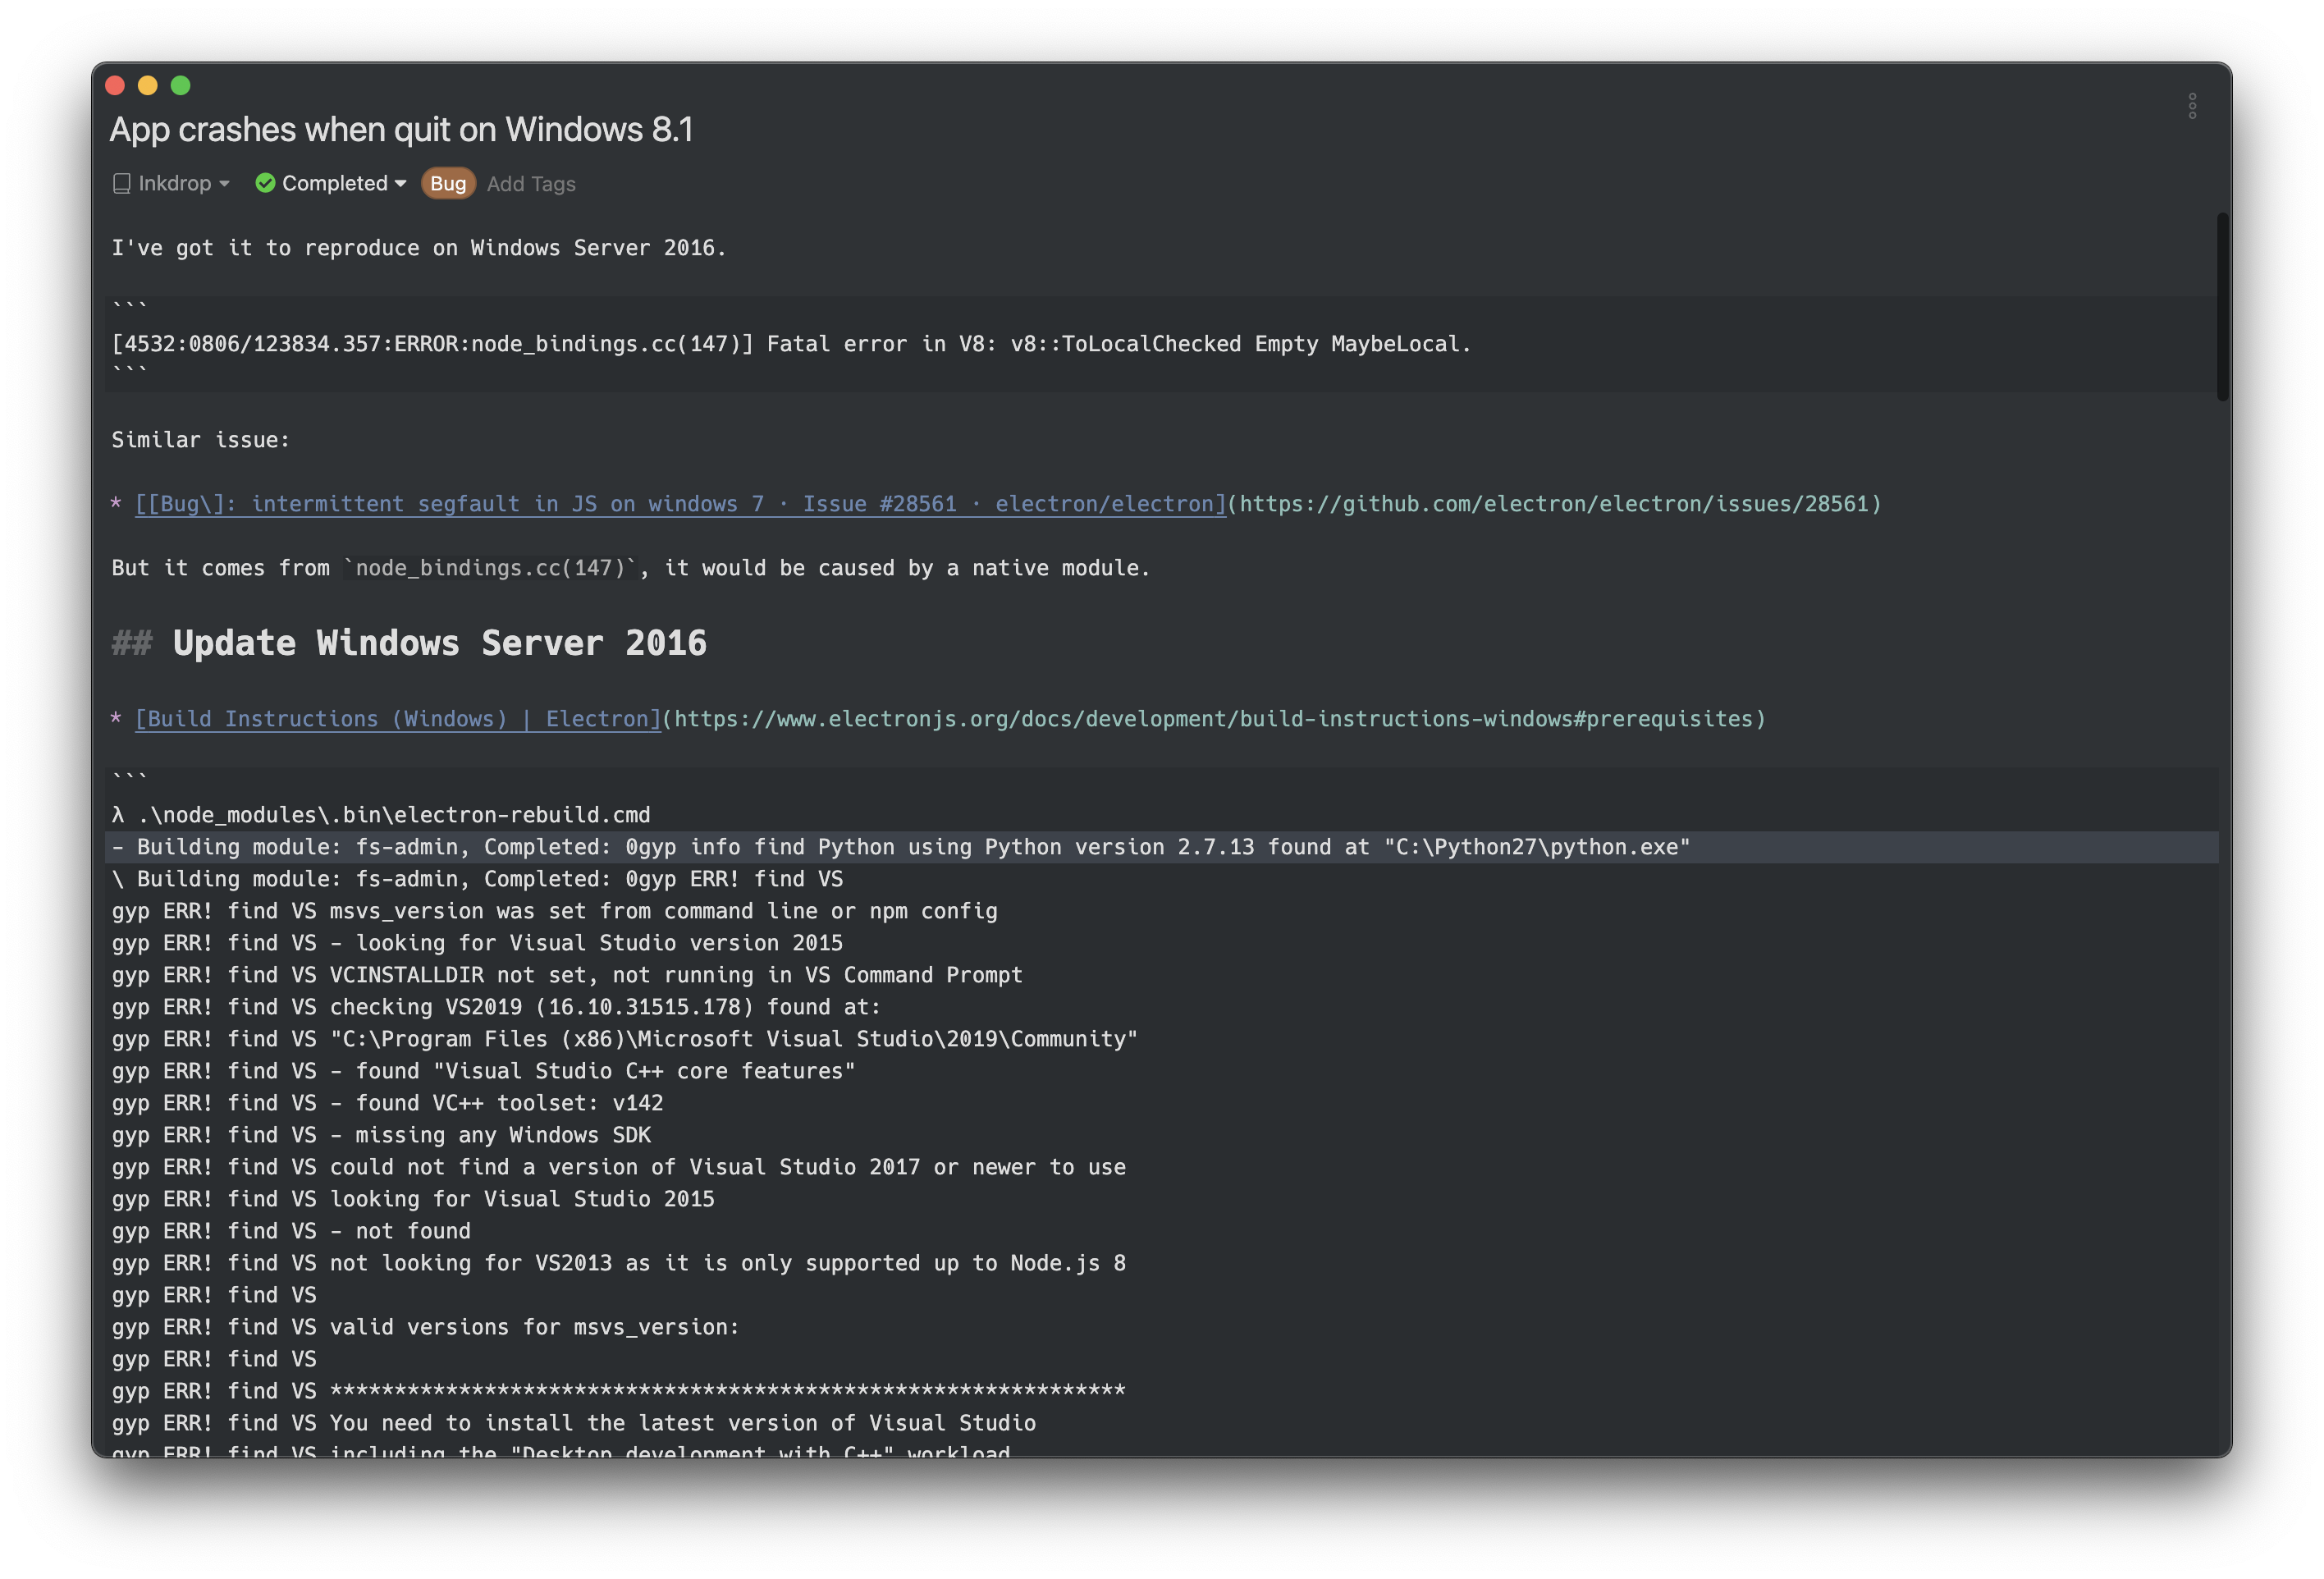 App crashes when quit on Windows 8.1
Inkdrop Completed Bug Add Tags
I've got it to reproduce on Windows Server 2016.
```
[4532:0806/123834.357:ERROR:node_bindings.cc(147)] Fatal error in V8: v8::ToLocalChecked Empty MaybeLocal.
```
Similar issue:
* [[Bug\]: intermittent segfault in JS on windows 7 · Issue #28561 · electron/electron](https://github.com/electron/electron/issues/28561)
But it comes from `node_bindings.cc(147)`, it would be caused by a native module.
## Update Windows Server 2016
* [Build Instructions (Windows) | Electron](https://www.electronjs.org/docs/development/build-instructions-windows#prerequisites)
```
λ .\node_modules\.bin\electron-rebuild.cmd
- Building module: fs-admin, Completed: 0gyp info find Python using Python version 2.7.13 found at "C:\Python27\python.exe"
\ Building module: fs-admin, Completed: 0gyp ERR! find VS
gyp ERR! find VS msvs_version was set from command line or npm config
gyp ERR! find VS - looking for Visual Studio version 2015
gyp ERR! find VS VCINSTALLDIR not set, not running in VS Command Prompt
gyp ERR! find VS checking VS2019 (16.10.31515.178) found at:
gyp ERR! find VS "C:\Program Files (x86)\Microsoft Visual Studio\2019\Community"
gyp ERR! find VS - found "Visual Studio C++ core features"
gyp ERR! find VS - found VC++ toolset: v142
gyp ERR! find VS - missing any Windows SDK
gyp ERR! find VS could not find a version of Visual Studio 2017 or newer to use
gyp ERR! find VS looking for Visual Studio 2015
gyp ERR! find VS - not found
gyp ERR! find VS not looking for VS2013 as it is only supported up to Node.js 8
gyp ERR! find VS
gyp ERR! find VS valid versions for msvs_version:
gyp ERR! find VS
gyp ERR! find VS **************************************************************
gyp ERR! find VS You need to install the latest version of Visual Studio
gyp ERR! find VS including the "Desktop development with C++" workload